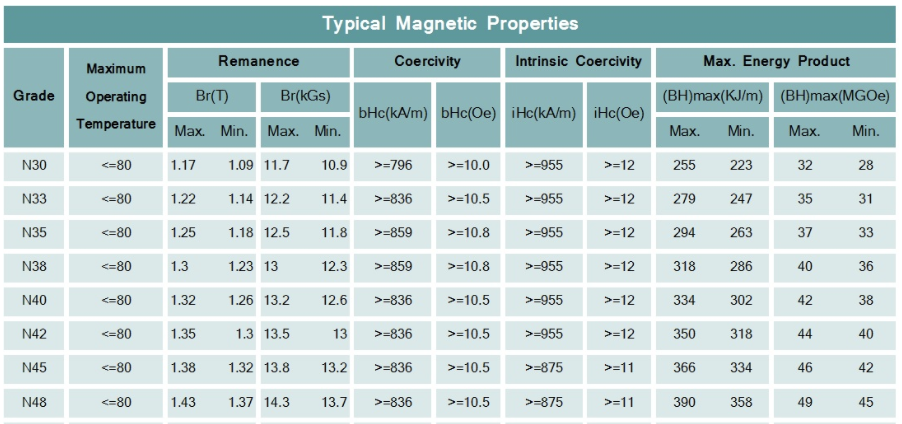 Typical Magnetic Properties
Grade Maximum Operating Temperature Remanence Coercivity Intrinsic Coercivity Max. Energy Product
Br(T) Br(kGs) bHc(kA/m) bHc(Oe) iHc(kA/m) iHc(Oe) (BH)max(KJ/m) (BH)max(MGOe)
Max. Min. Max. Min. Max. Min. Max. Min.
N30 <=80 1.17 1.09 11.7 10.9 >=796 >=10.0 >=955 >=12 255 223 32 28
N33 <=80 1.22 1.14 12.2 11.4 >=836 >=10.5 >=955 >=12 279 247 35 31
N35 <=80 1.25 1.18 12.5 11.8 >=859 >=10.8 >=955 >=12 294 263 37 33
N38 <=80 1.3 1.23 13 12.3 >=859 >=10.8 >=955 >=12 318 286 40 36
N40 <=80 1.32 1.26 13.2 12.6 >=836 >=10.5 >=955 >=12 334 302 42 38
N42 <=80 1.35 1.3 13.5 13 >=836 >=10.5 >=955 >=12 350 318 44 40
N45 <=80 1.38 1.32 13.8 13.2 >=836 >=10.5 >=875 >=11 366 334 46 42
N48 <=80 1.43 1.37 14.3 13.7 >=836 >=10.5 >=875 >=11 390 358 49 45